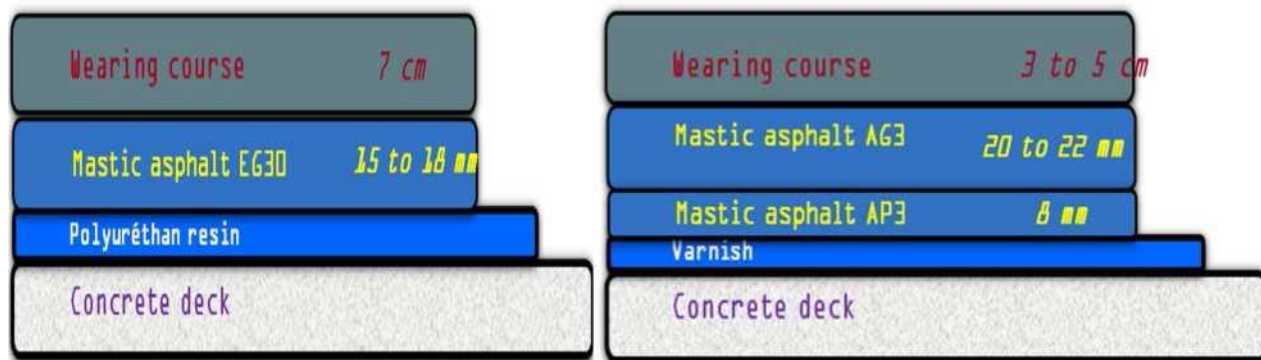 Wearing course 7 cm
Mastic asphalt EG30 15 to 18 mm
Polyuréthan resin
Concrete deck
Wearing course 3 to 5 cm
Mastic asphalt AG3 20 to 22 mm
Mastic asphalt AP3 8 mm
Varnish
Concrete deck